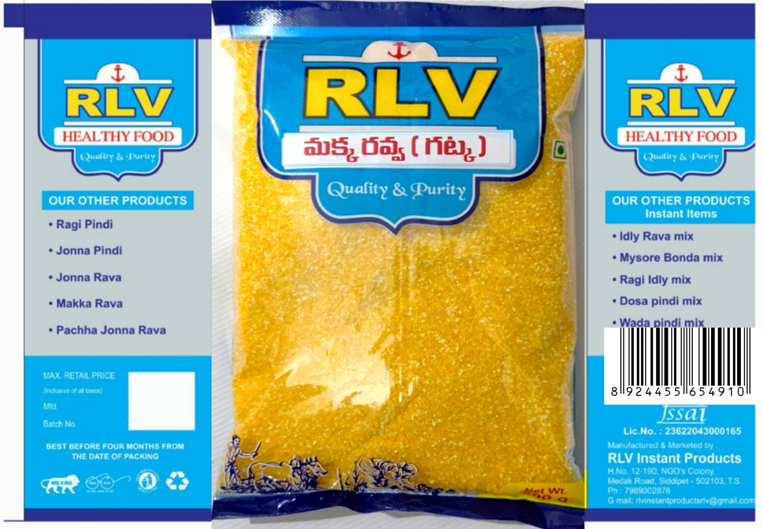 RLV
HEALTHY FOOD
Quality & Purity
OUR OTHER PRODUCTS
• Ragi Pindi
• Jonna Pindi
• Jonna Rava
• Makka Rava
• Pachha Jonna Rava
MAX. RETAIL PRICE :
(Inclusive of all taxes)
Mfd. :
Batch No. :
BEST BEFORE FOUR MONTHS FROM
THE DATE OF PACKING
RLV
మక్క రవ్వ ( గట్క )
Quality & Purity
Net Wt.
RLV
HEALTHY FOOD
Quality & Purity
OUR OTHER PRODUCTS
Instant Items
• Idly Rava mix
• Mysore Bonda mix
• Ragi Idly mix
• Dosa pindi mix
• Wada pindi mix
8 924455 654910
fssai
Lic.No. : 23622043000165
Manufactured & Marketed by :
RLV Instant Products
H.No. 12-190, NGO's Colony,
Medak Road, Siddipet - 502103, T.S.
Ph : 7989002876
G mail: rlvinstantproductsrlv@gmail.com